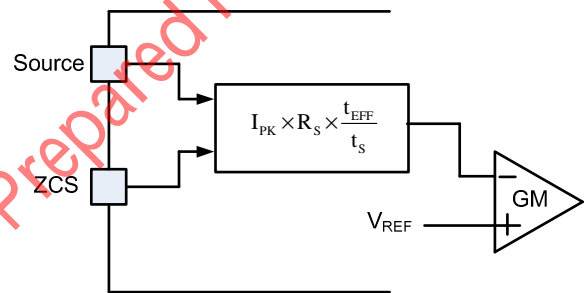 Source
I_PK × R_S × t_EFF / t_S
ZCS
V_REF
−
+
GM
Prepared